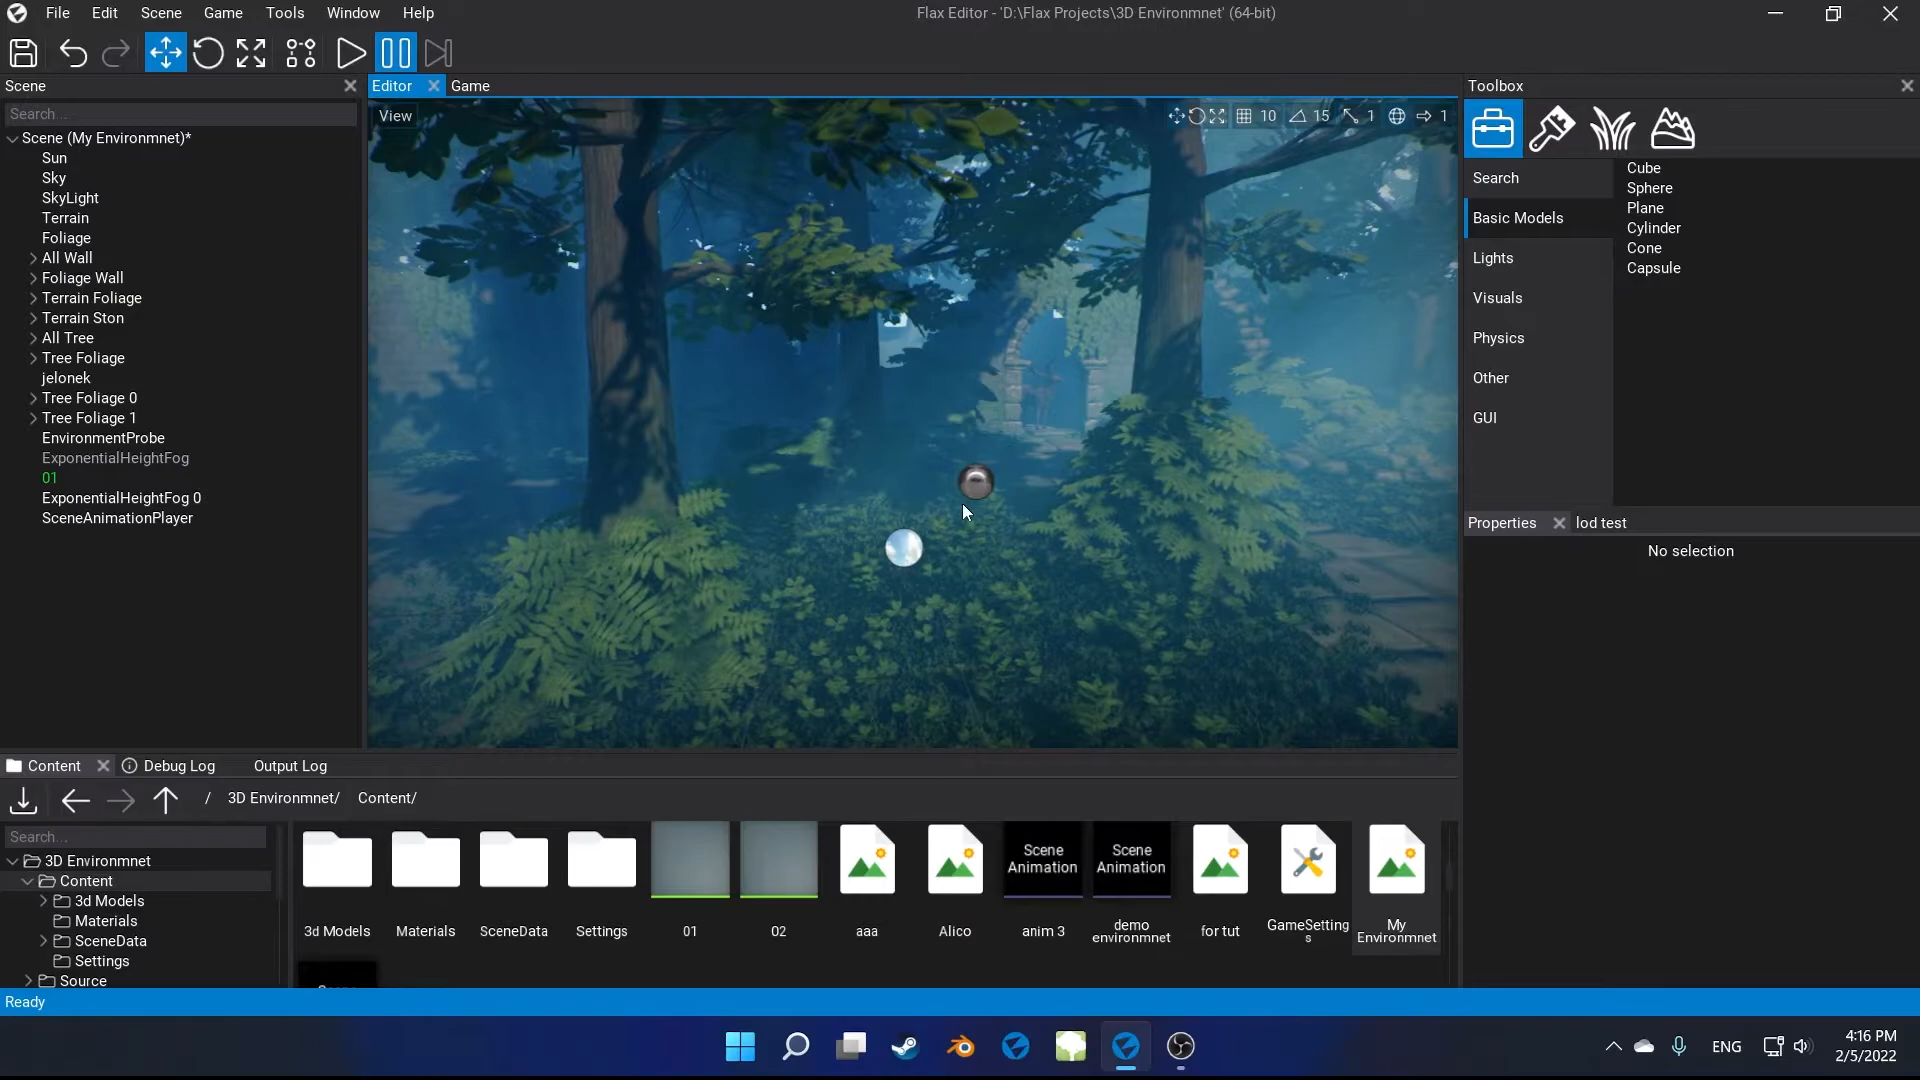 File Edit Scene Game Tools Window Help
Flax Editor - 'D:\Flax Projects\3D Environmnet' (64-bit)
Scene
Search...
Scene (My Environmnet)*
Sun
Sky
SkyLight
Terrain
Foliage
All Wall
Foliage Wall
Terrain Foliage
Terrain Ston
All Tree
Tree Foliage
jelonek
Tree Foliage 0
Tree Foliage 1
EnvironmentProbe
ExponentialHeightFog
01
ExponentialHeightFog 0
SceneAnimationPlayer
Editor Game
View
10 15 1 1
Toolbox
Search
Basic Models
Lights
Visuals
Physics
Other
GUI
Cube
Sphere
Plane
Cylinder
Cone
Capsule
Properties lod test
No selection
Content Debug Log Output Log
/ 3D Environmnet/ Content/
Search...
3D Environmnet
Content
3d Models
Materials
SceneData
Settings
Source
Scene
Animation
Scene
Animation
3d Models
Materials
SceneData
Settings
01
02
aaa
Alico
anim 3
demo
environmnet
for tut
GameSetting
s
My
Environmnet
Ready
ENG
4:16 PM
2/5/2022